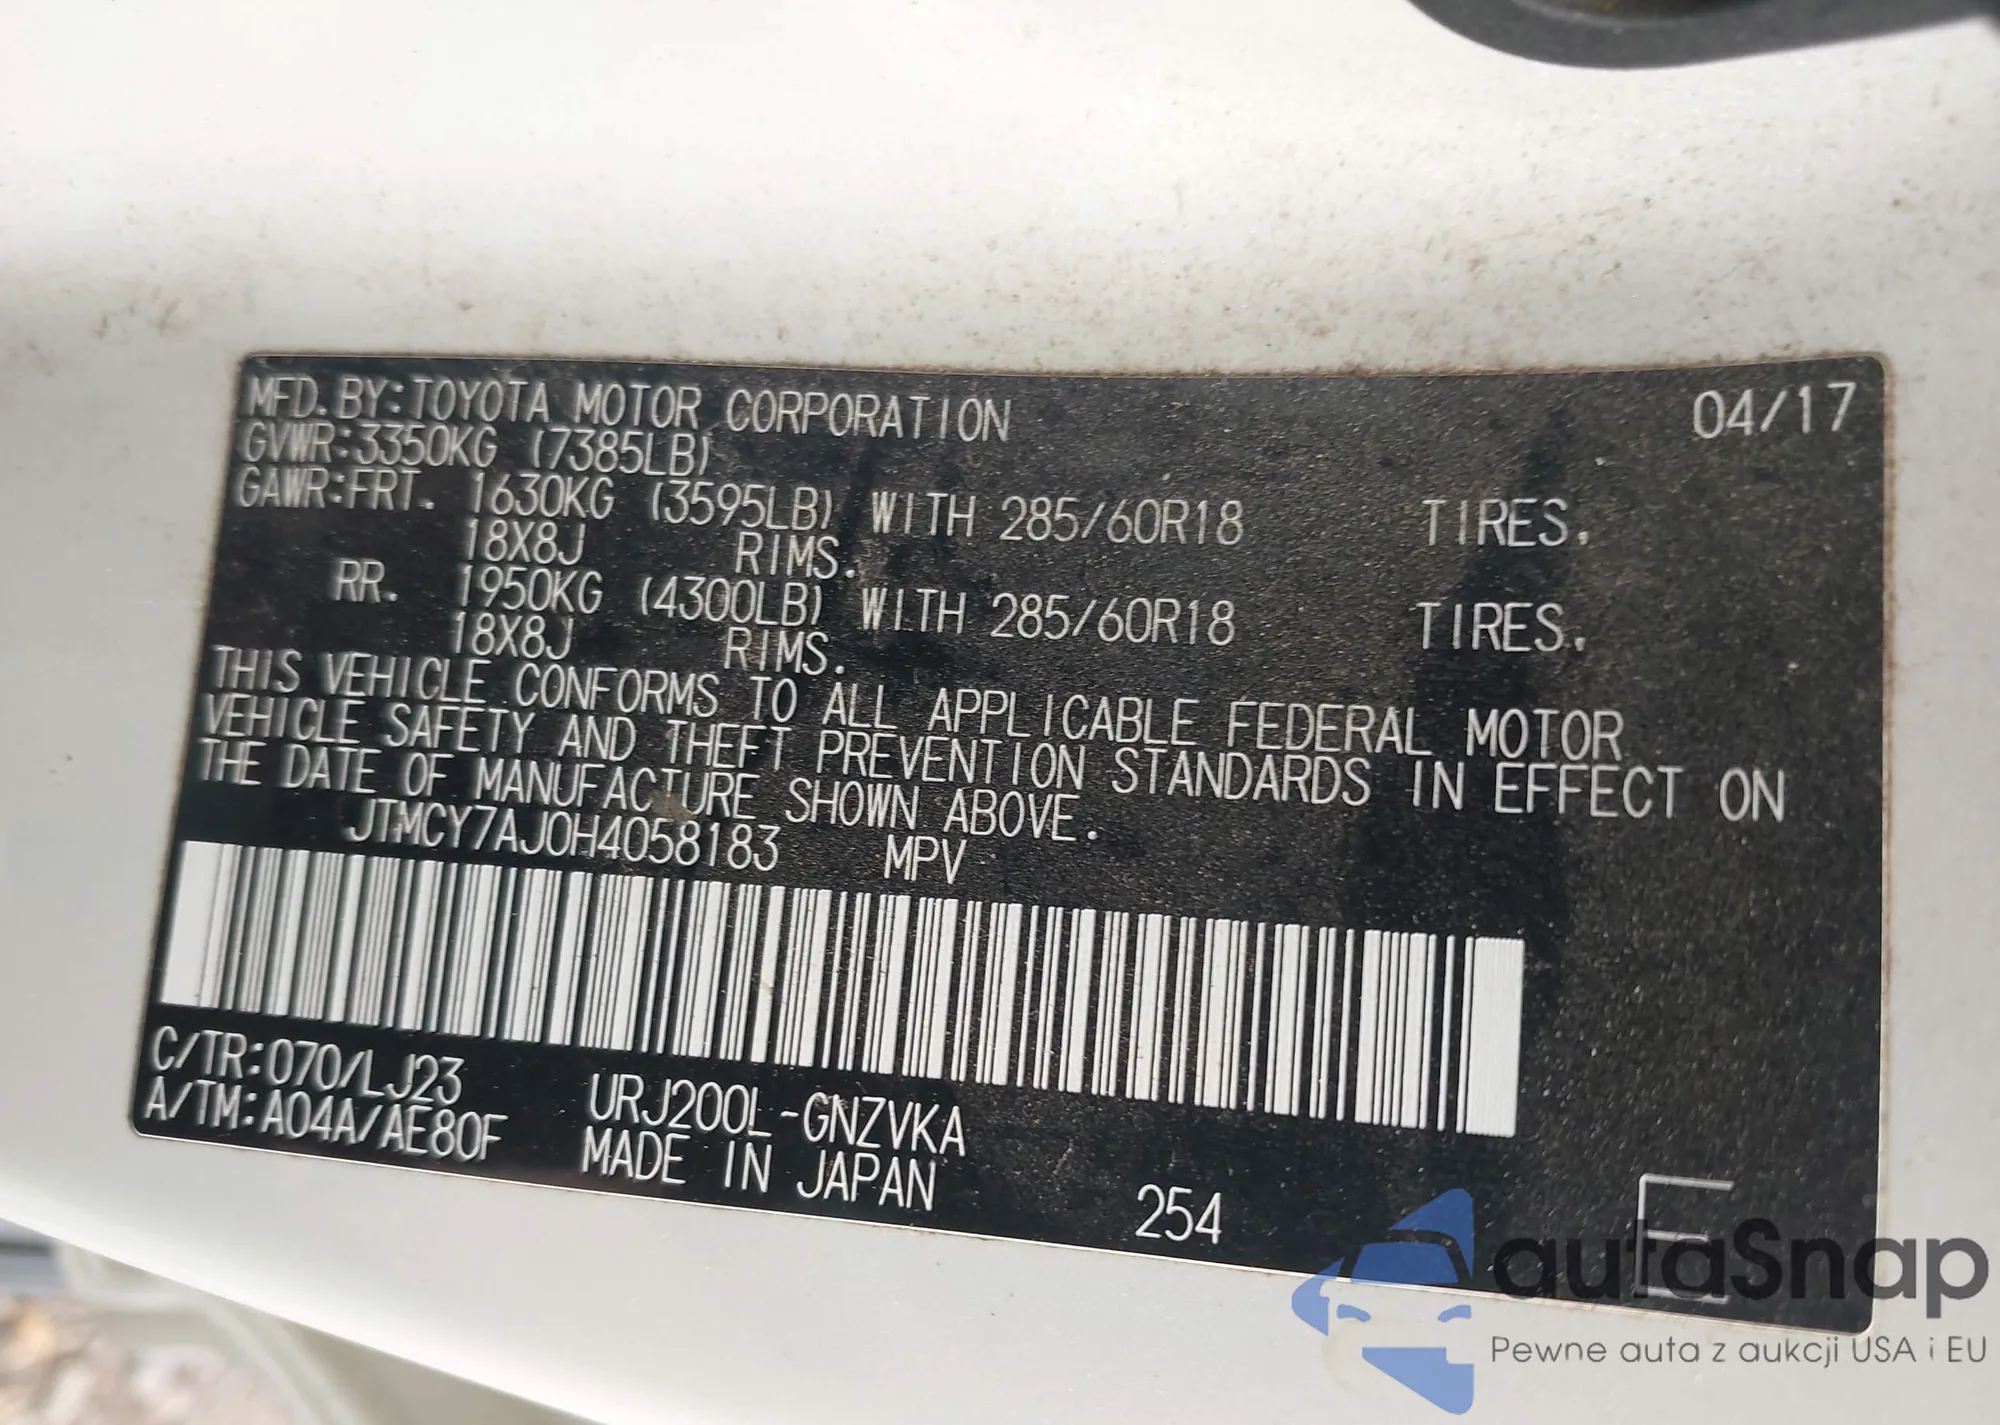 MFD. BY: TOYOTA MOTOR CORPORATION 04/17
GVWR: 3350KG (7385LB)
GAWR: FRT. 1630KG (3595LB) WITH 285/60R18 TIRES.
18X8J RIMS.
RR. 1950KG (4300LB) WITH 285/60R18 TIRES.
18X8J RIMS.
THIS VEHICLE CONFORMS TO ALL APPLICABLE FEDERAL MOTOR
VEHICLE SAFETY AND THEFT PREVENTION STANDARDS IN EFFECT ON
THE DATE OF MANUFACTURE SHOWN ABOVE.
JTMCY7AJ0H4058183 MPV
C/TR: 070/LJ23
A/TM: A04A/AE80F
URJ200L-GNZVKA
MADE IN JAPAN
254
E
autaSnap
Pewne auta z aukcji USA i EU